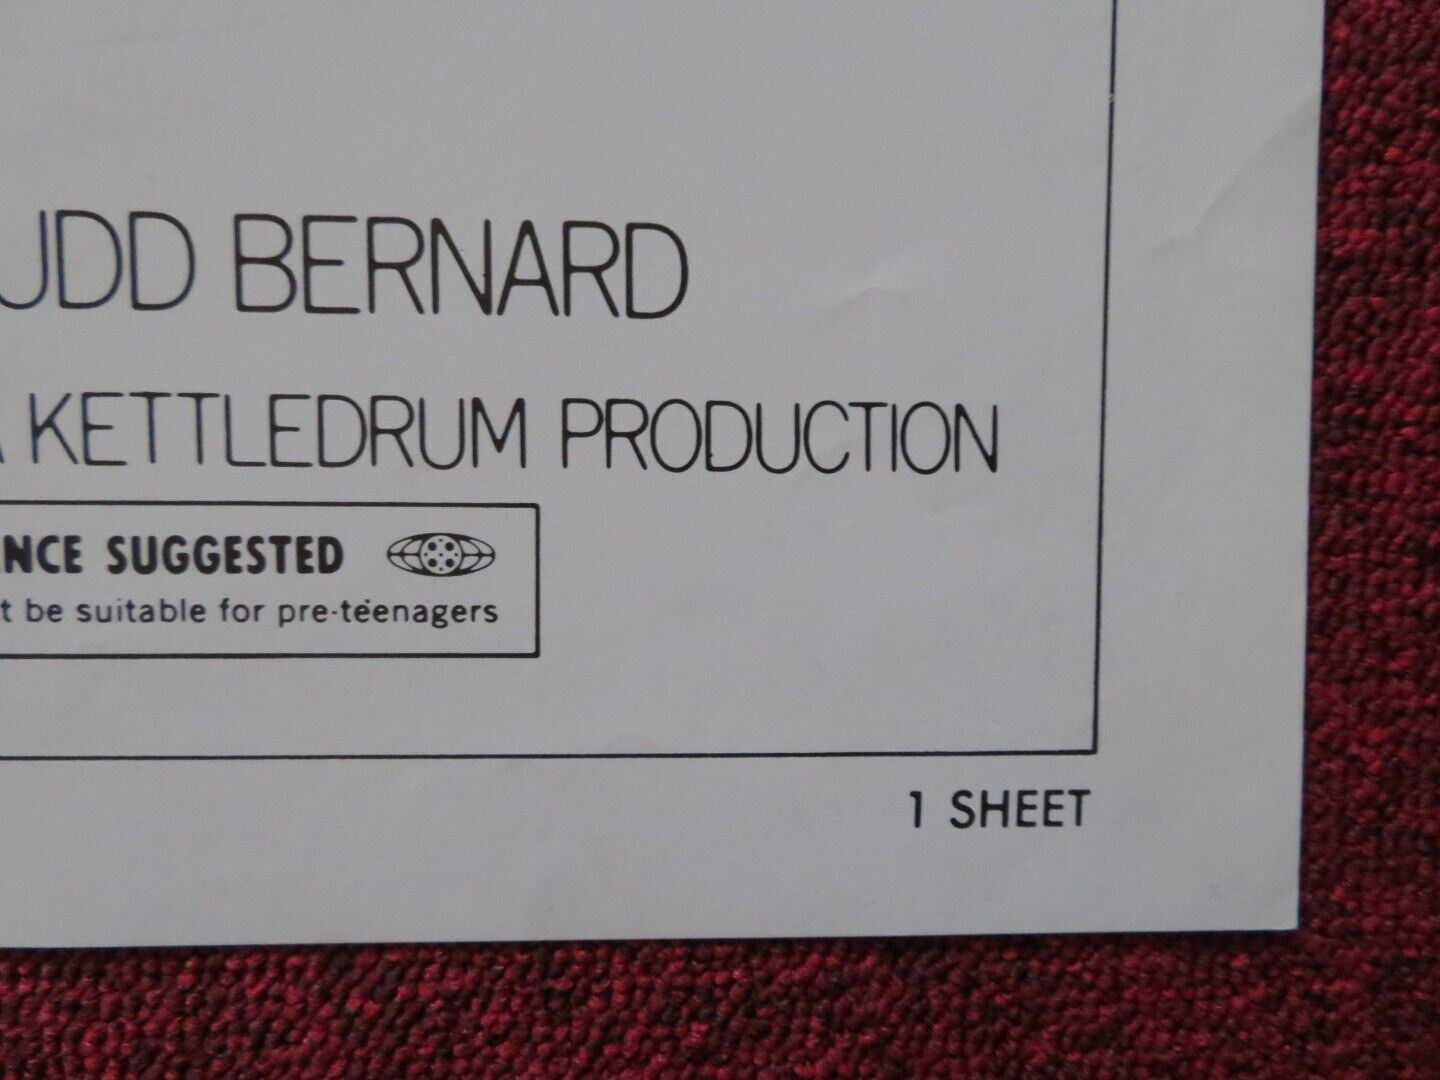 UDD BERNARD
A KETTLEDRUM PRODUCTION
NCE SUGGESTED
t be suitable for pre-teenagers
1 SHEET